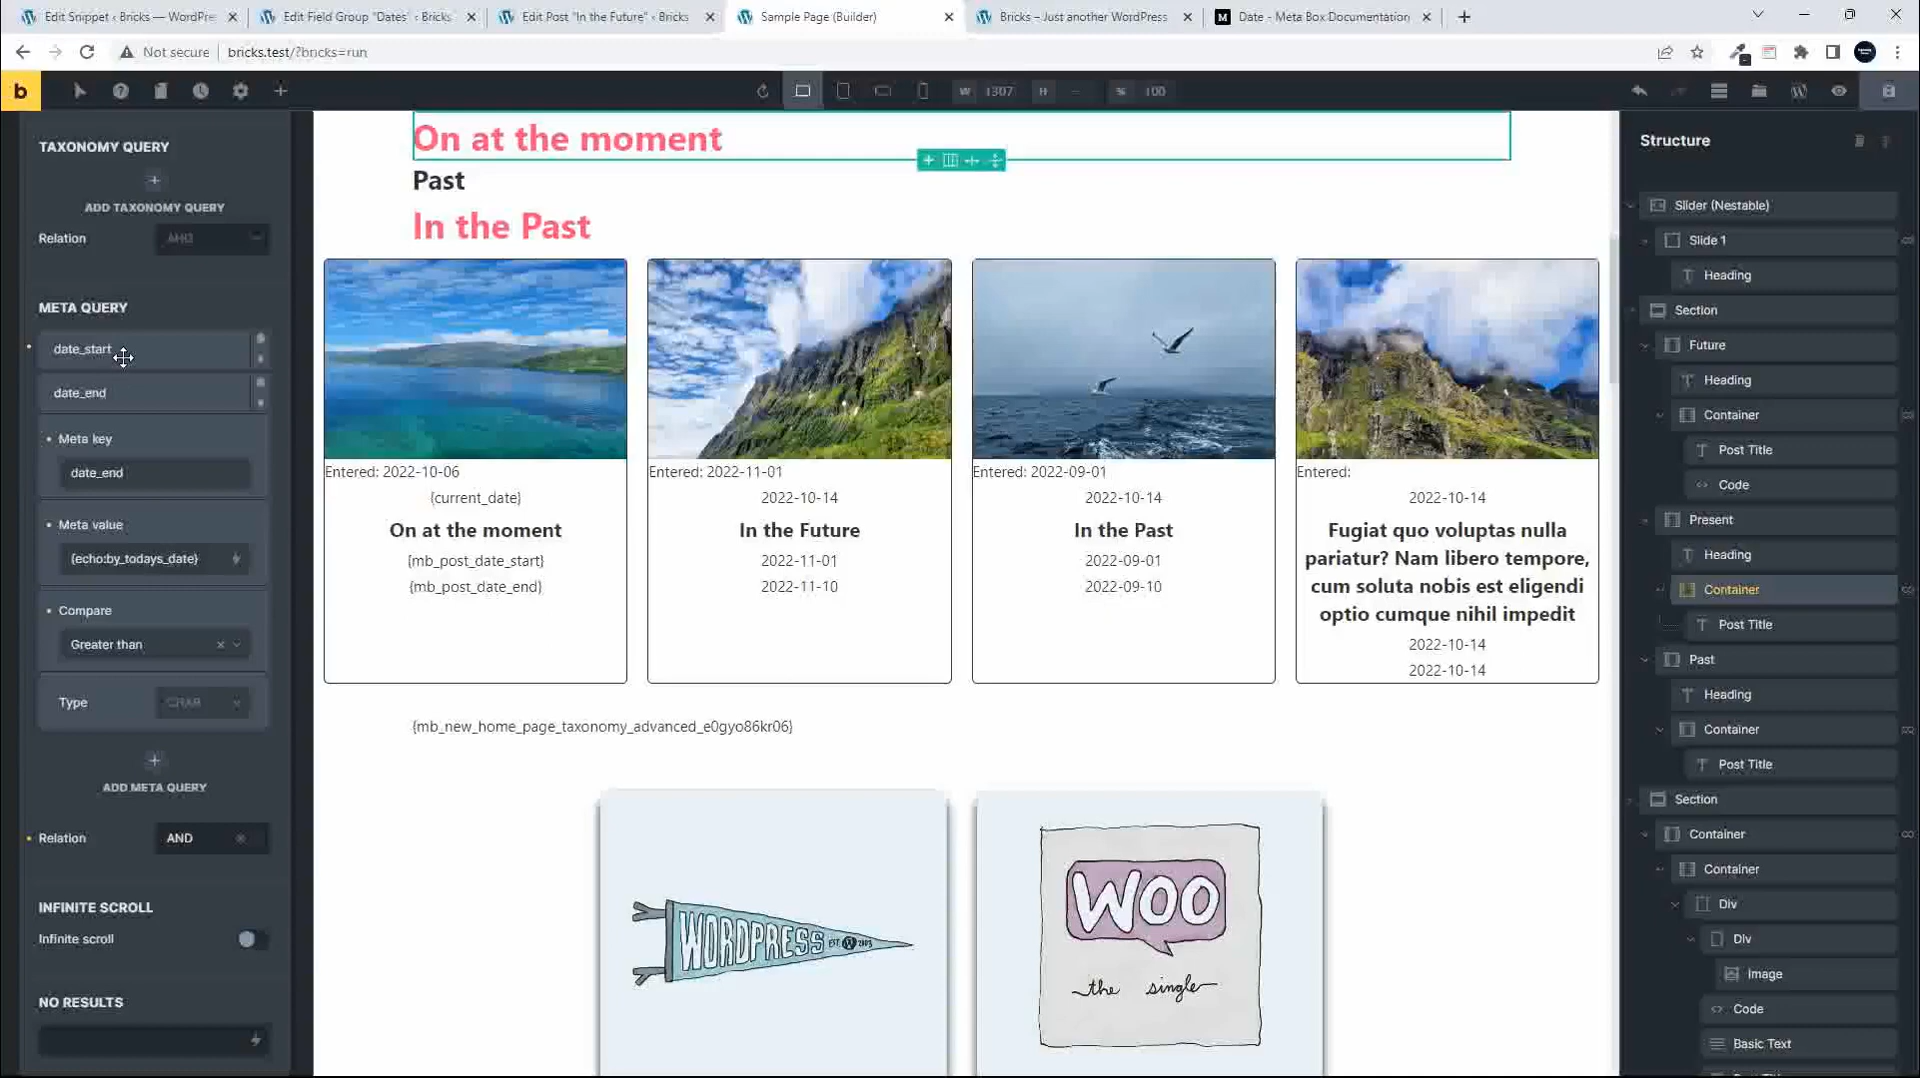 Edit Snippet ‹ Bricks — WordPre
Edit Field Group "Dates" ‹ Bricks
Edit Post "In the Future" ‹ Bricks
Sample Page (Builder)
Bricks – Just another WordPress
Date - Meta Box Documentation
Not secure
bricks.test/?bricks=run
b
W 1307 H - % 100
TAXONOMY QUERY
ADD TAXONOMY QUERY
Relation AND
META QUERY
date_start
date_end
Meta key
date_end
Meta value
{echo:by_todays_date}
Compare
Greater than
Type CHAR
ADD META QUERY
Relation AND
INFINITE SCROLL
Infinite scroll
NO RESULTS
On at the moment
Past
In the Past
Entered: 2022-10-06
{current_date}
On at the moment
{mb_post_date_start}
{mb_post_date_end}
Entered: 2022-11-01
2022-10-14
In the Future
2022-11-01
2022-11-10
Entered: 2022-09-01
2022-10-14
In the Past
2022-09-01
2022-09-10
Entered:
2022-10-14
Fugiat quo voluptas nulla
pariatur? Nam libero tempore,
cum soluta nobis est eligendi
optio cumque nihil impedit
2022-10-14
2022-10-14
{mb_new_home_page_taxonomy_advanced_e0gyo86kr06}
WORDPRESS
EST. 2003
WOO
the single
Structure
Slider (Nestable)
Slide 1
Heading
Section
Future
Heading
Container
Post Title
Code
Present
Heading
Container
Post Title
Past
Heading
Container
Post Title
Section
Container
Container
Div
Div
Image
Code
Basic Text